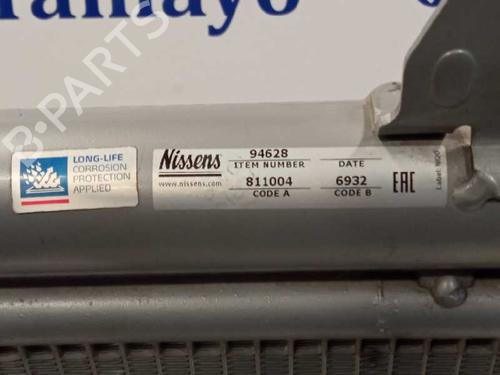 B-PARTS
LONG-LIFE
CORROSION
PROTECTION
APPLIED
Nissens
www.nissens.com
94628
ITEM NUMBER
DATE
811004
6932
CODE A
CODE B
EAC